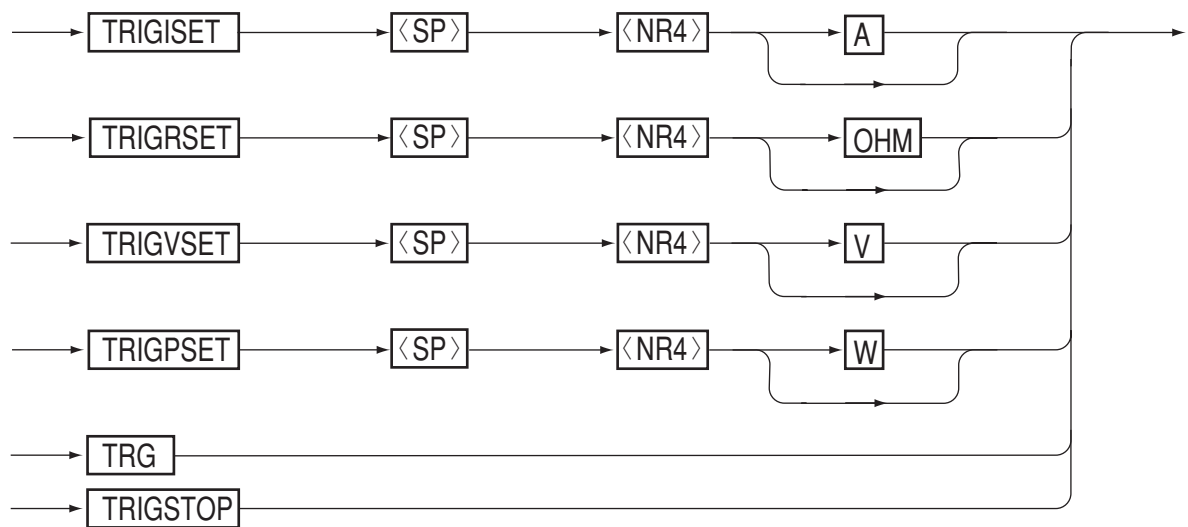 TRIGISET 〈SP〉 〈NR4〉 A
TRIGRSET 〈SP〉 〈NR4〉 OHM
TRIGVSET 〈SP〉 〈NR4〉 V
TRIGPSET 〈SP〉 〈NR4〉 W
TRG
TRIGSTOP